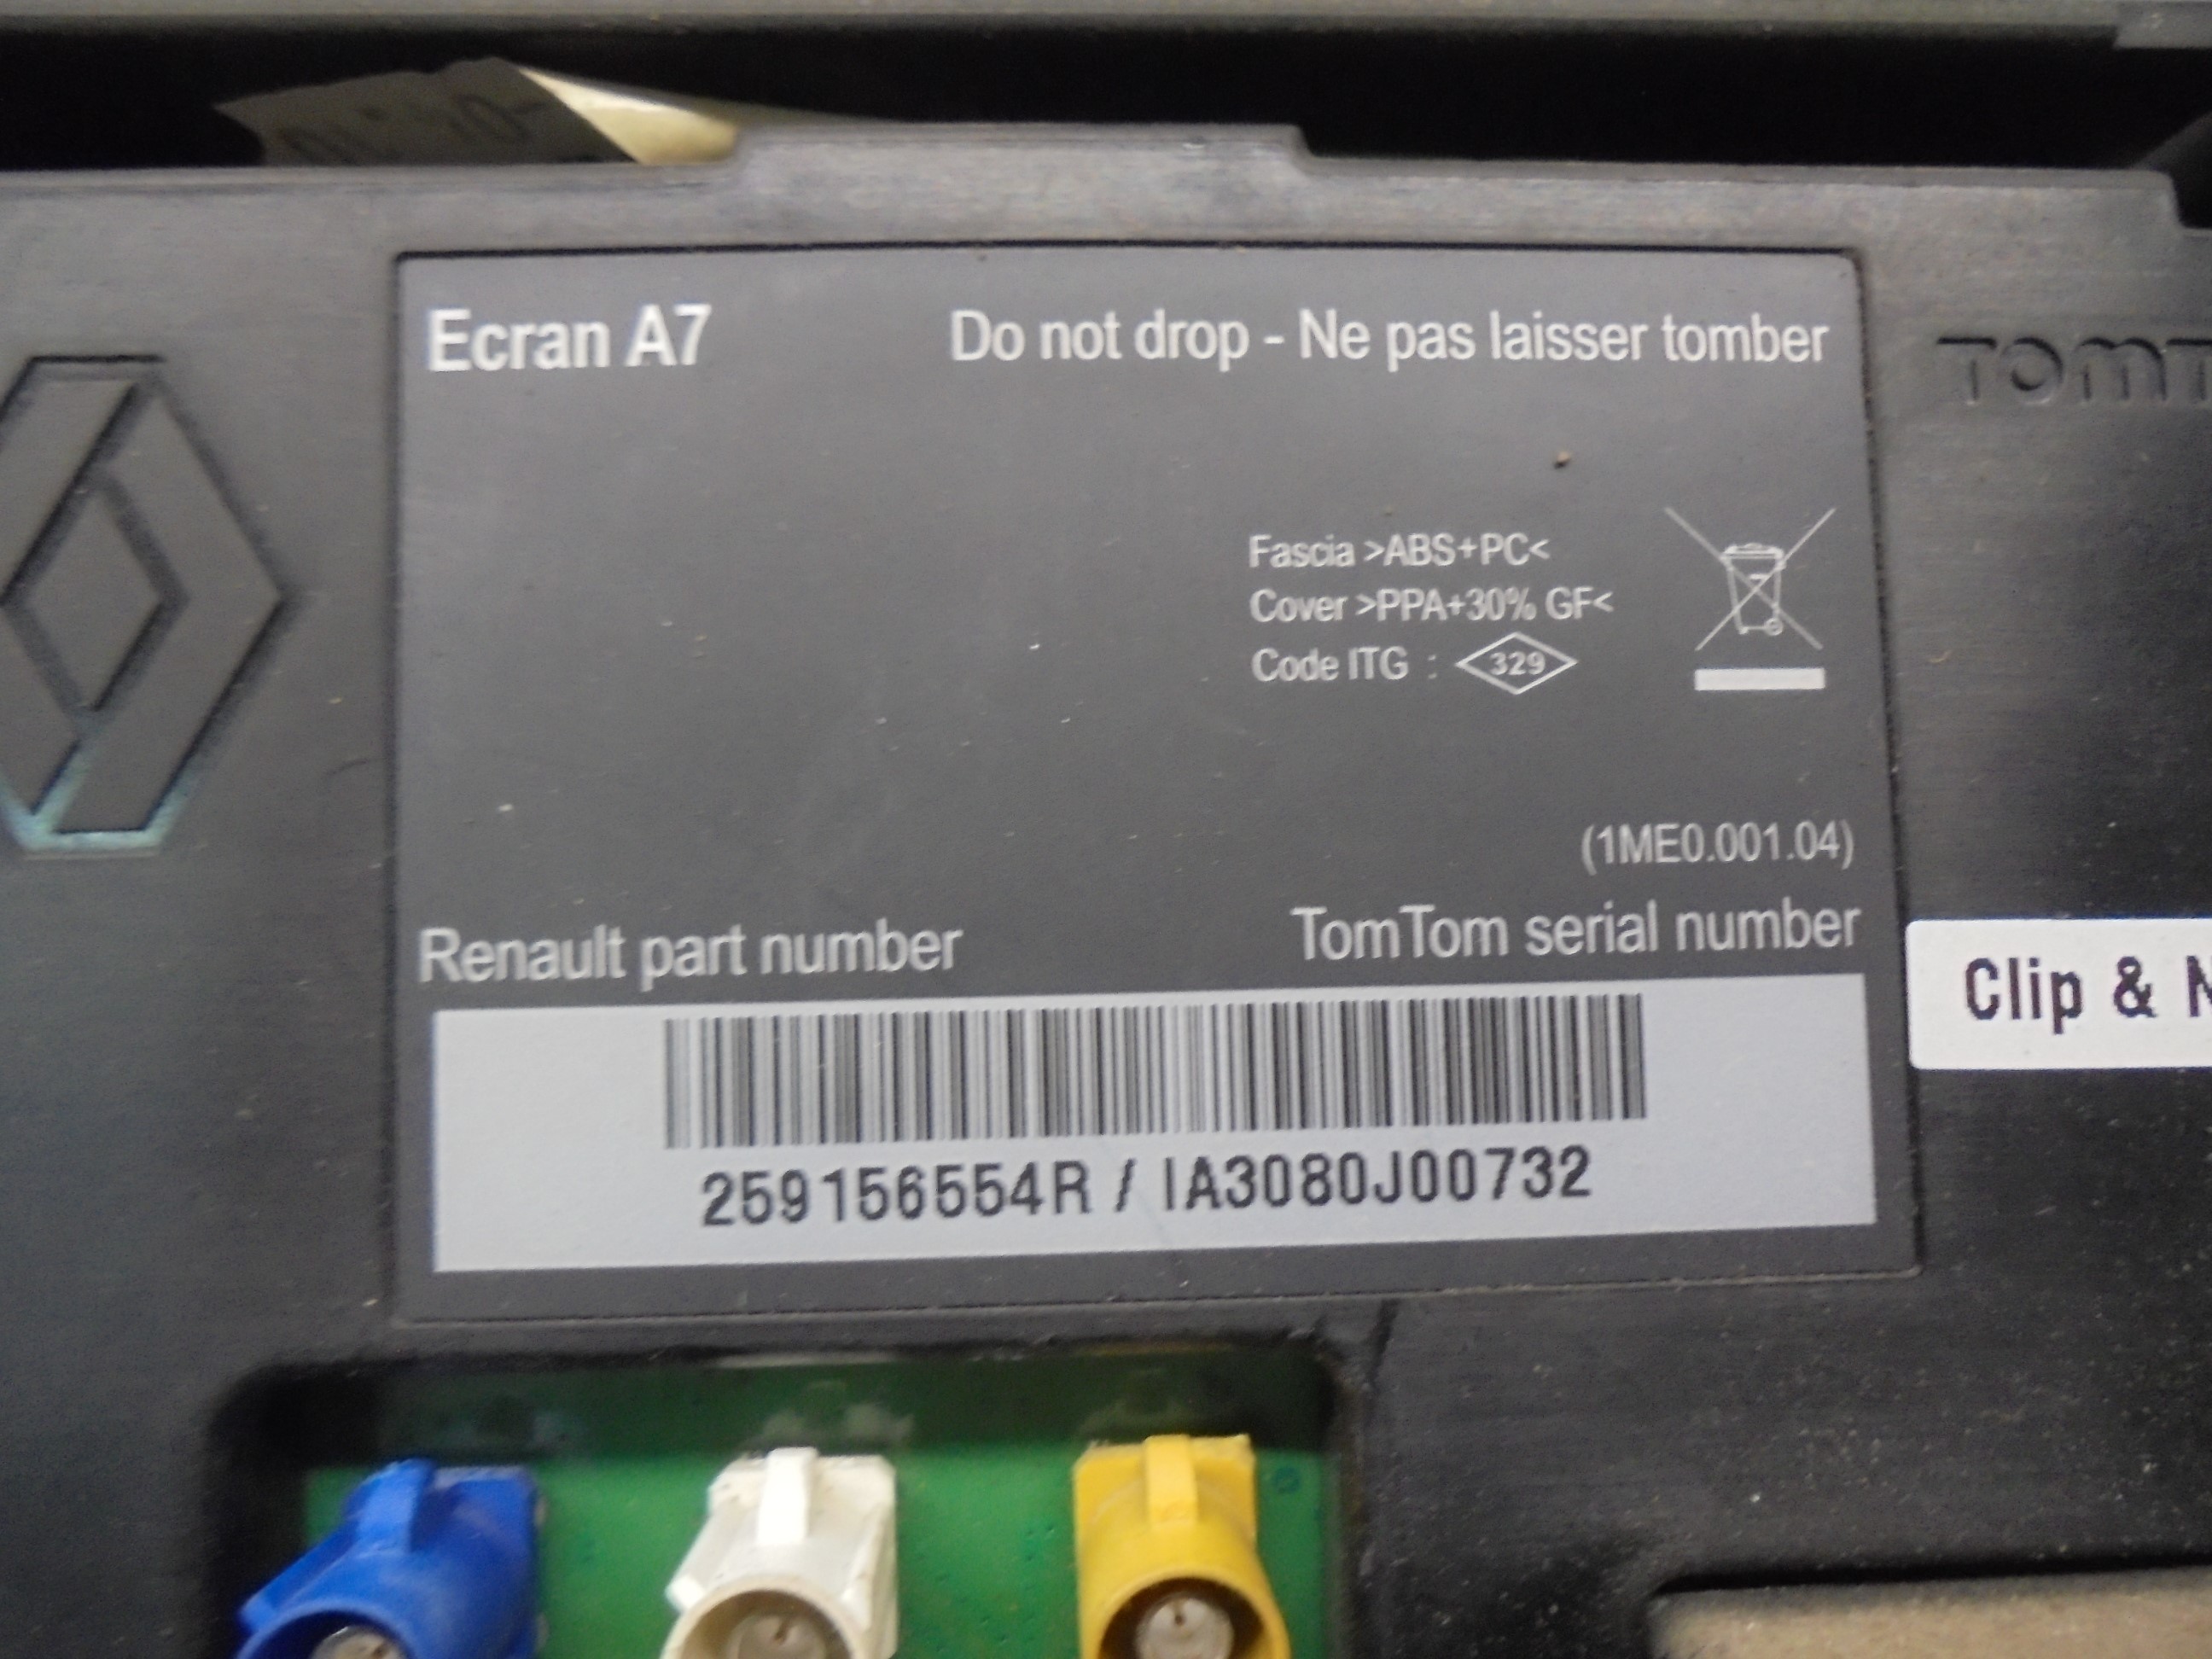 Ecran A7
Do not drop - Ne pas laisser tomber
TOMT
Fascia >ABS+PC<
Cover >PPA+30% GF<
Code ITG : 329
(1ME0.001.04)
Renault part number
TomTom serial number
Clip & N
259156554R / IA3080J00732